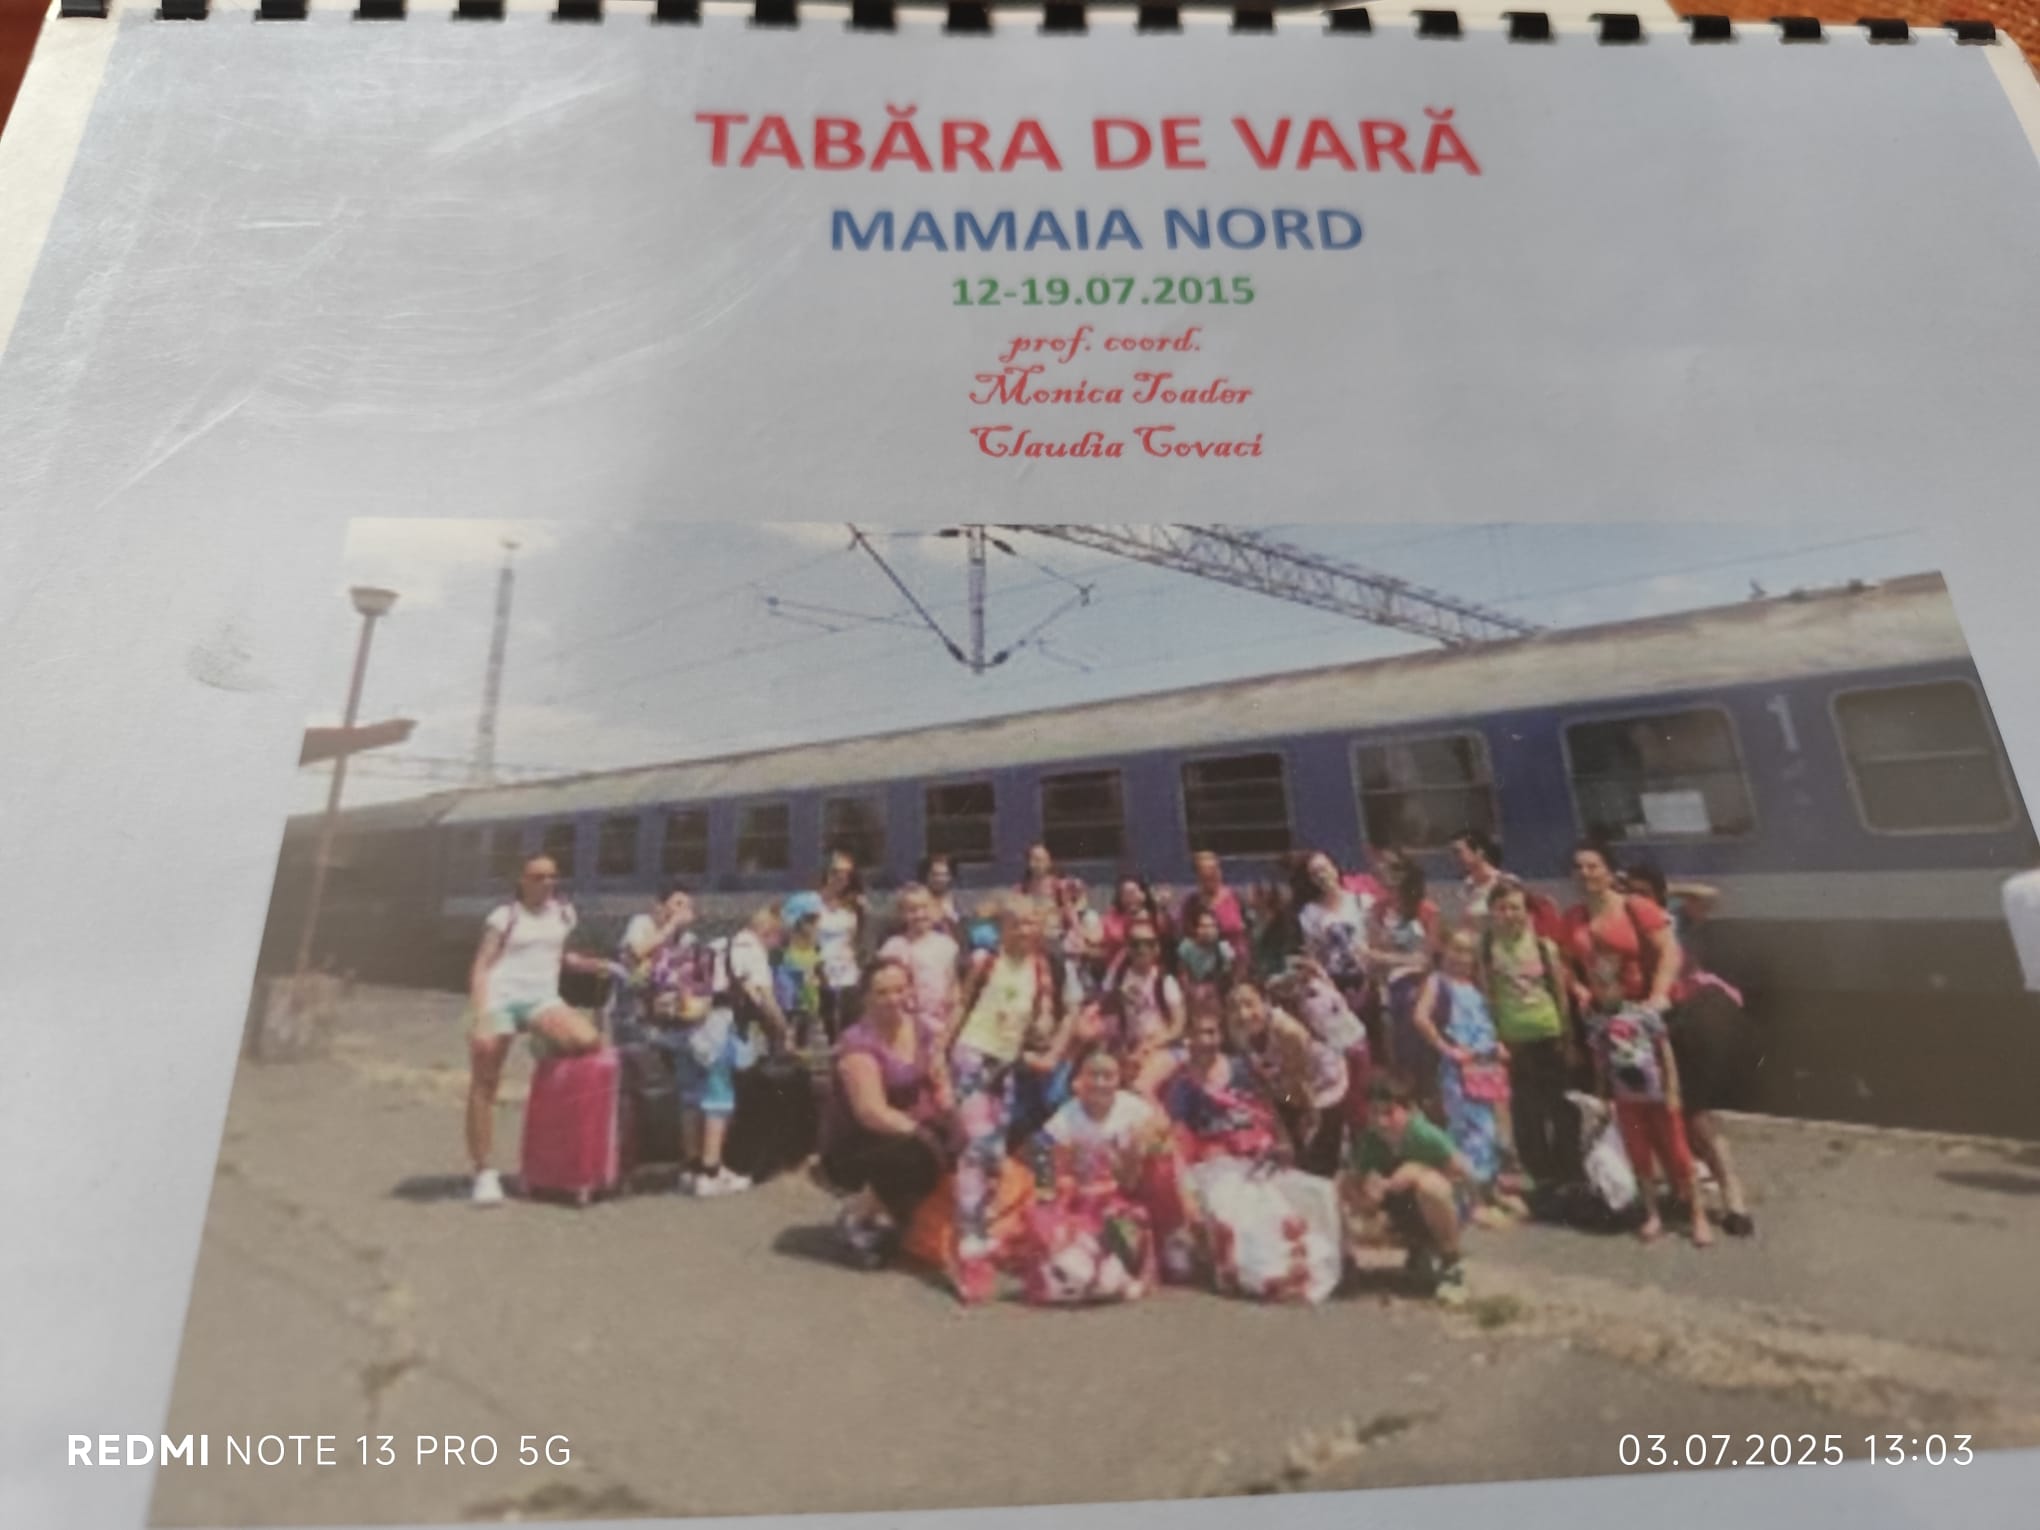 TABĂRA DE VARĂ
MAMAIA NORD
12-19.07.2015
prof. coord.
Monica Toader
Claudia Covaci
1
REDMI NOTE 13 PRO 5G
03.07.2025 13:03